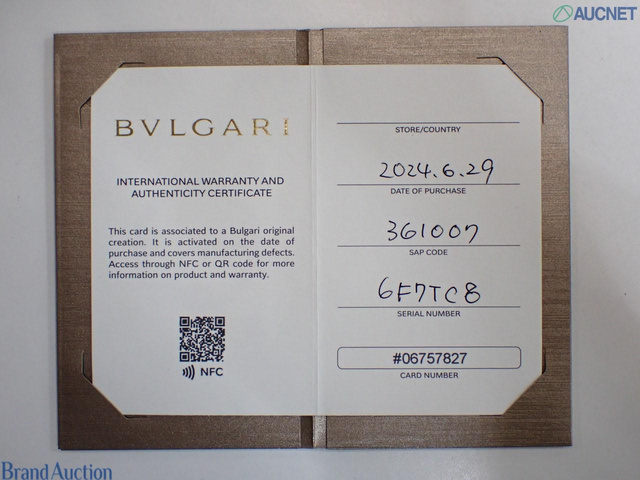 AUCNET
BVLGARI
INTERNATIONAL WARRANTY AND
AUTHENTICITY CERTIFICATE
This card is associated to a Bulgari original
creation. It is activated on the date of
purchase and covers manufacturing defects.
Access through NFC or QR code for more
information on product and warranty.
NFC
STORE/COUNTRY
2024.6.29
DATE OF PURCHASE
361007
SAP CODE
6F7TC8
SERIAL NUMBER
#06757827
CARD NUMBER
Brand Auction